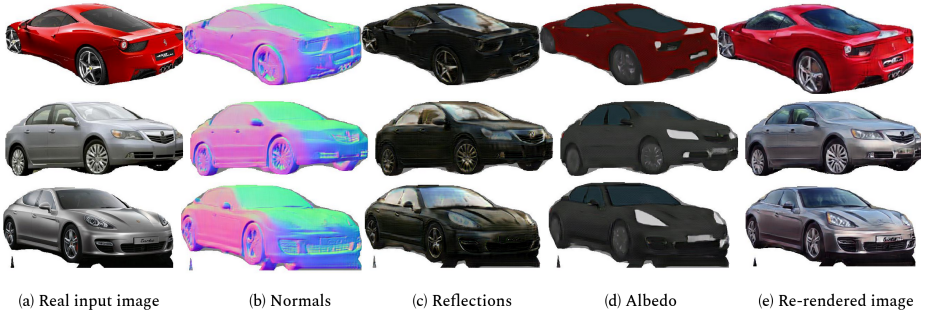 (a) Real input image
(b) Normals
(c) Reflections
(d) Albedo
(e) Re-rendered image